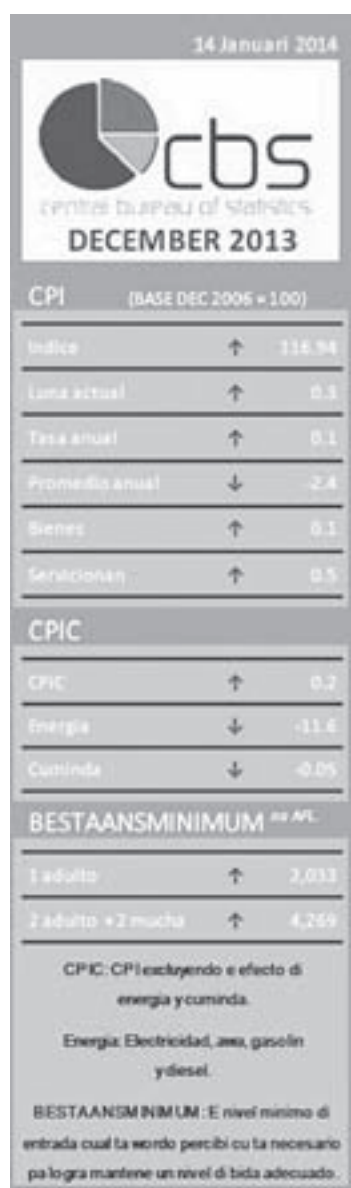 14 Januari 2014
cbs
central bureau of statistics
DECEMBER 2013
CPI (BASE DEC 2006 = 100)
Indice ↑ 116.94
Luna actual ↑ 0.3
Tasa anual ↑ 0.1
Promedio anual ↓ -2.4
Bienes ↑ 0.1
Servicionan ↑ 0.5
CPIC
CPIC ↑ 0.2
Energia ↓ -11.6
Cuminda ↓ -0.05
BESTAANSMINIMUM na AFL.
1 adulto ↑ 2,033
2 adulto + 2 mucha ↑ 4,269
CPIC: CPI excluyendo e efecto di
energia y cuminda.
Energia: Electricidad, awa, gasolin
y diesel.
BESTAANSMINIMUM: E nivel minimo di
entrada cual ta wordo percibi cu ta necesario
pa logra mantene un nivel di bida adecuado.